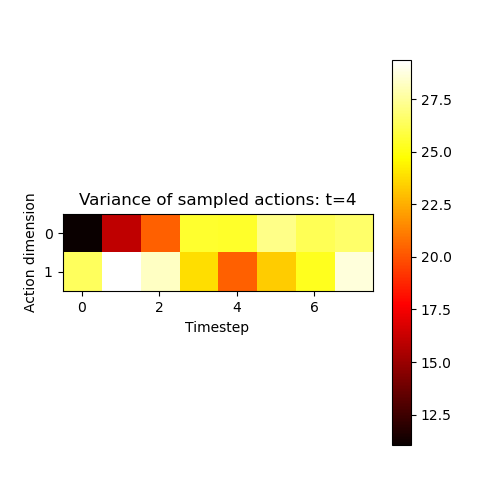 Variance of sampled actions: t=4
Action dimension
0
1
0 2 4 6
Timestep
27.5
25.0
22.5
20.0
17.5
15.0
12.5